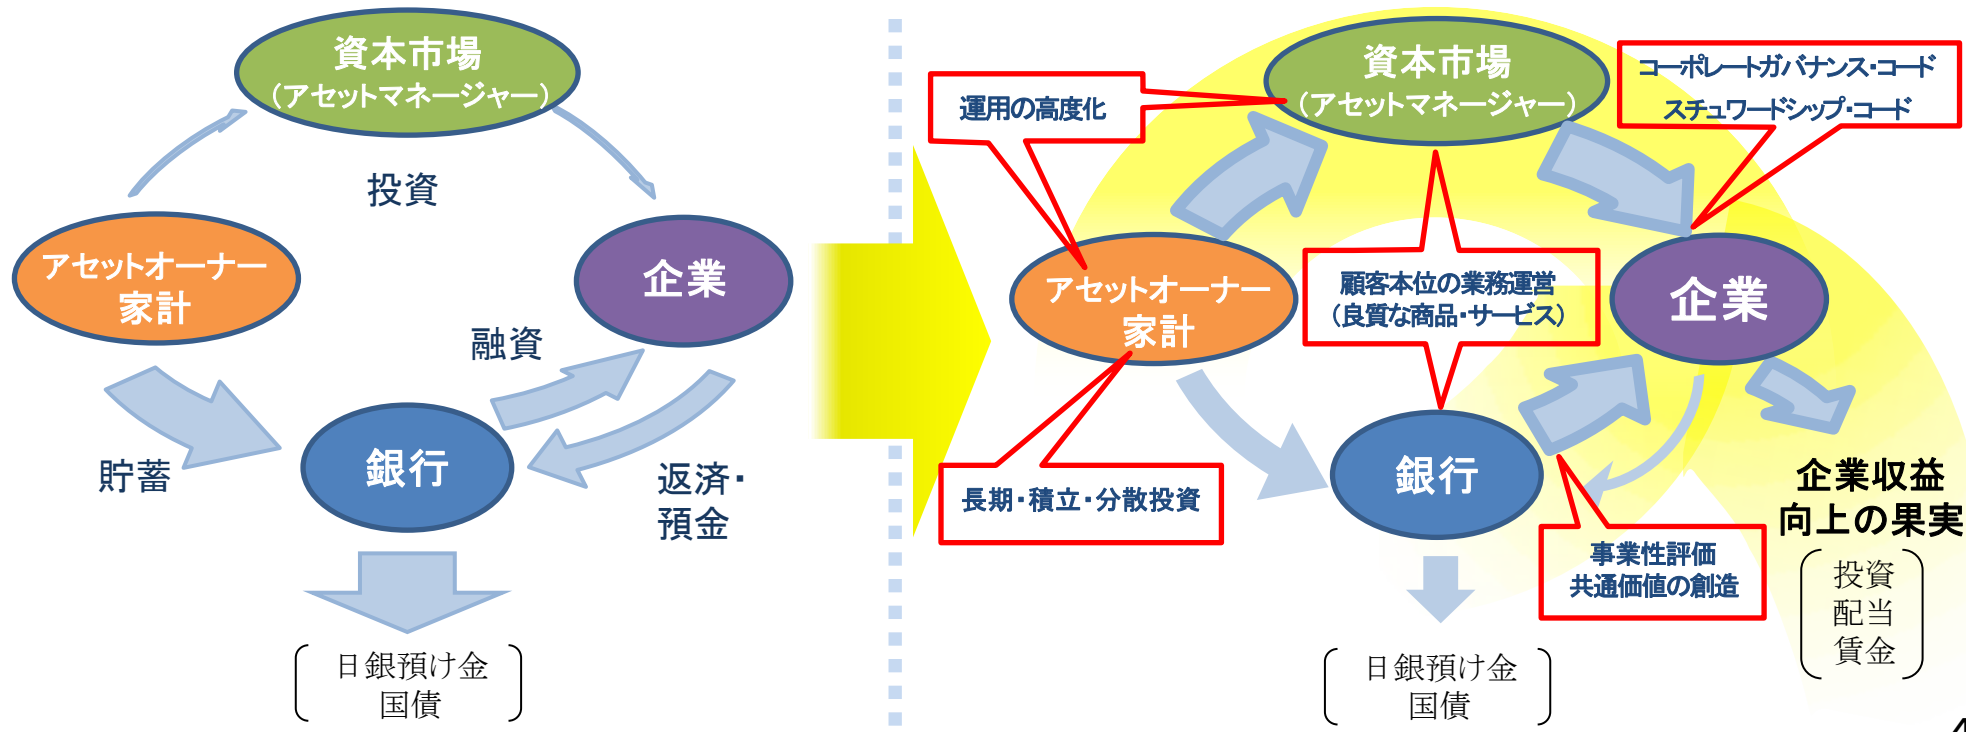 資本市場
（アセットマネージャー）
投資
アセットオーナー
家計
企業
融資
銀行
貯蓄
返済・
預金
日銀預け金
国債
資本市場
（アセットマネージャー）
コーポレートガバナンス・コード
スチュワードシップ・コード
運用の高度化
アセットオーナー
家計
顧客本位の業務運営
（良質な商品・サービス）
企業
銀行
長期・積立・分散投資
事業性評価
共通価値の創造
企業収益
向上の果実
投資
配当
賃金
日銀預け金
国債